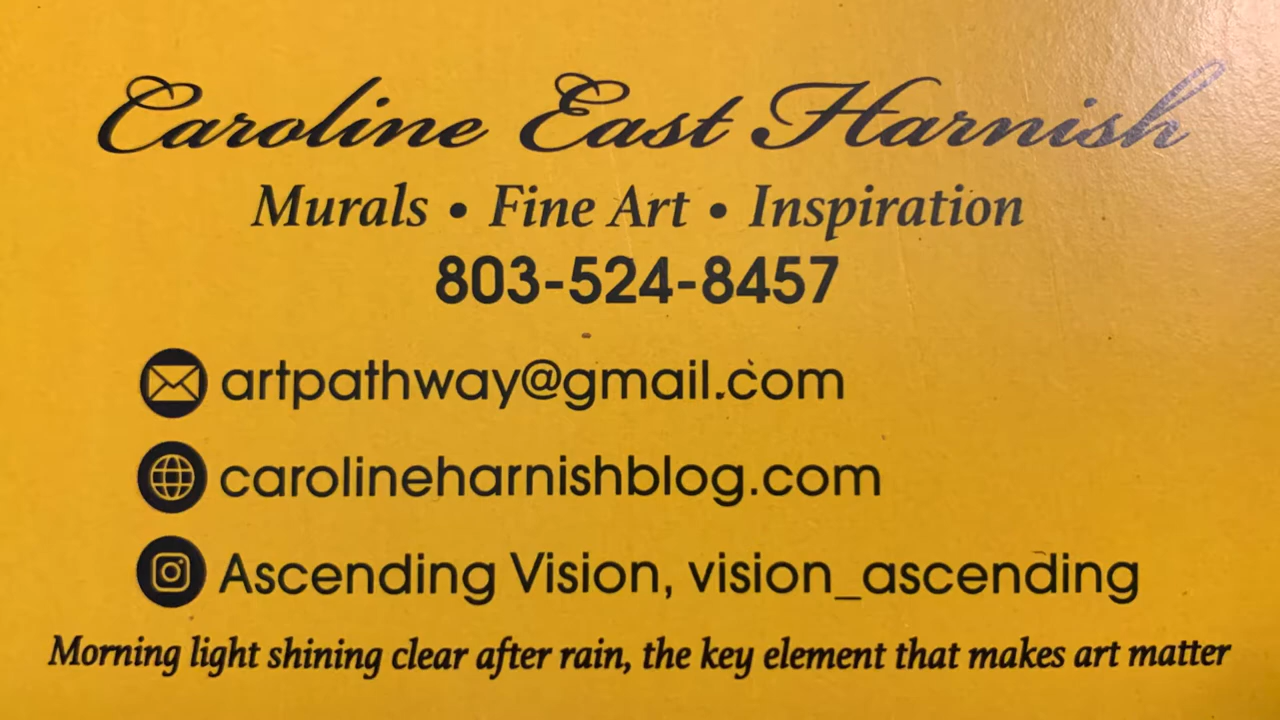 Caroline East Harnish
Murals • Fine Art • Inspiration
803-524-8457
artpathway@gmail.com
carolineharnishblog.com
Ascending Vision, vision_ascending
Morning light shining clear after rain, the key element that makes art matter